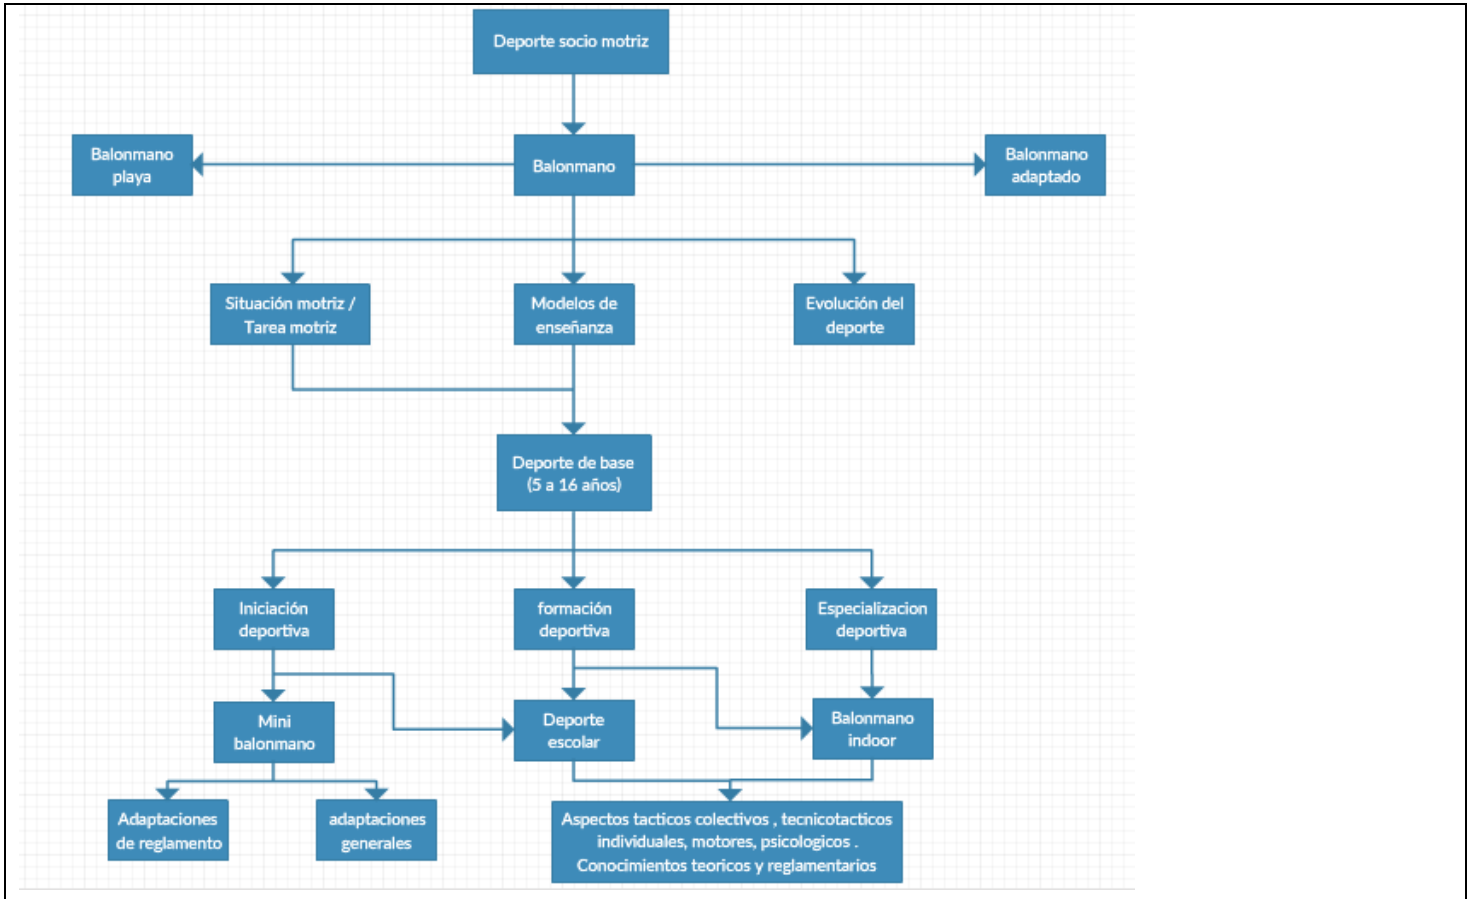 Deporte socio motriz
Balonmano
playa
Balonmano
Balonmano
adaptado
Situación motriz /
Tarea motriz
Modelos de
enseñanza
Evolución del
deporte
Deporte de base
(5 a 16 años)
Iniciación
deportiva
formación
deportiva
Especializacion
deportiva
Mini
balonmano
Deporte
escolar
Balonmano
indoor
Adaptaciones
de reglamento
adaptaciones
generales
Aspectos tacticos colectivos , tecnicotacticos
individuales, motores, psicologicos .
Conocimientos teoricos y reglamentarios